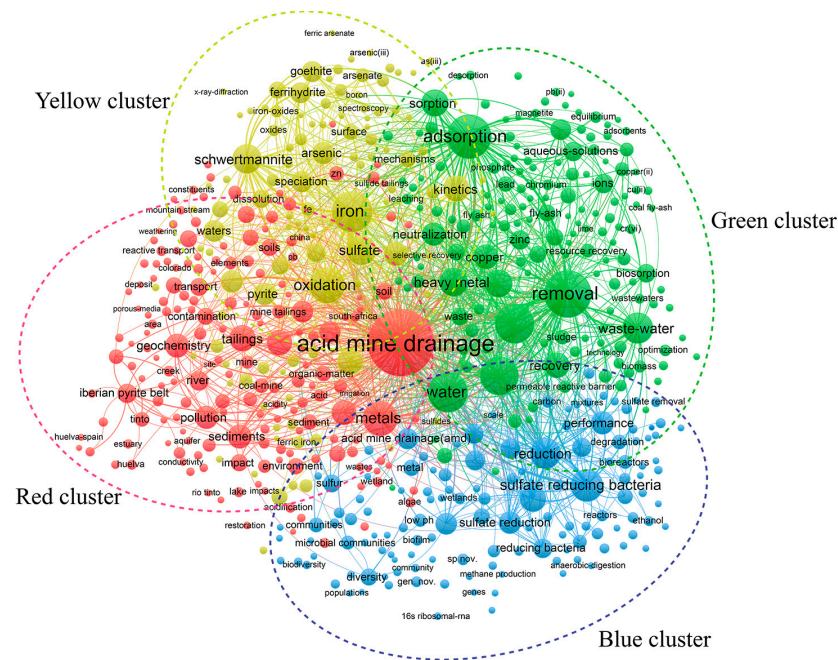 ferric arsenate
arsenic(iii)
as(iii)
goethite
arsenate
desorption
Yellow cluster
x-ray-diffraction
ferrihydrite
boron
pb(ii)
iron-oxides
spectroscopy
sorption
magnetite
equilibrium
oxides
surface
adsorption
adsorbents
schwertmannite
arsenic
mechanisms
aqueous-solutions
zn
sulfide tailings
phosphate
copper(ii)
constituents
speciation
kinetics
lead
chromium
ions
cu(ii)
dissolution
leaching
coal fly-ash
mountain stream
fe
iron
fly ash
fly-ash
lime
cr(vi)
Green cluster
weathering
waters
china
neutralization
zinc
reactive transport
soils
sulfate
selective recovery
copper
resource recovery
colorado
elements
pb
biosorption
deposit
transport
pyrite
oxidation
soil
heavy metal
removal
wastewaters
porous-media
contamination
mine tailings
south-africa
waste
area
tailings
acid mine drainage
sludge
waste-water
geochemistry
technology
optimization
creek
site
mine
organic-matter
recovery
biomass
iberian pyrite belt
river
coal-mine
permeable reactive barrier
acid
irrigation
water
carbon
mixtures
sulfate removal
tinto
acidity
pollution
sediment
metals
sulfides
scale
performance
huelva-spain
sediments
acid mine drainage(amd)
degradation
estuary
aquifer
ferric iron
reduction
huelva
conductivity
impact
environment
wastes
metal
bioreactors
Red cluster
wetland
sulfur
sulfate reducing bacteria
rio tinto
lake impacts
acidification
algae
wetlands
reactors
restoration
communities
low ph
sulfate reduction
ethanol
microbial communities
biofilm
reducing bacteria
biodiversity
community
sp nov.
anaerobic-digestion
diversity
gen. nov.
methane production
populations
genes
16s ribosomal-rna
Blue cluster